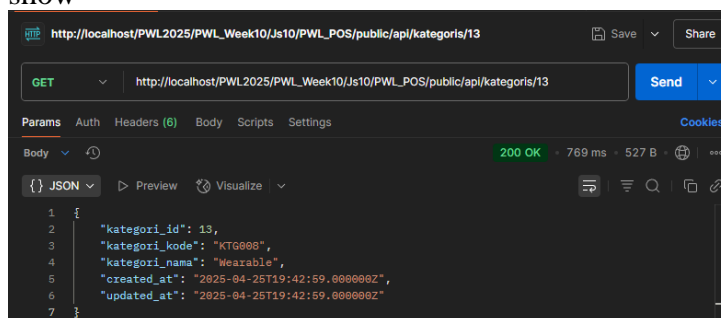 show
HTTP http://localhost/PWL2025/PWL_Week10/Js10/PWL_POS/public/api/kategoris/13 Save Share
GET http://localhost/PWL2025/PWL_Week10/Js10/PWL_POS/public/api/kategoris/13 Send
Params Auth Headers (6) Body Scripts Settings Cookies
Body 200 OK • 769 ms • 527 B
{} JSON Preview Visualize
1 {
2 "kategori_id": 13,
3 "kategori_kode": "KTG008",
4 "kategori_nama": "Wearable",
5 "created_at": "2025-04-25T19:42:59.000000Z",
6 "updated_at": "2025-04-25T19:42:59.000000Z"
7 }